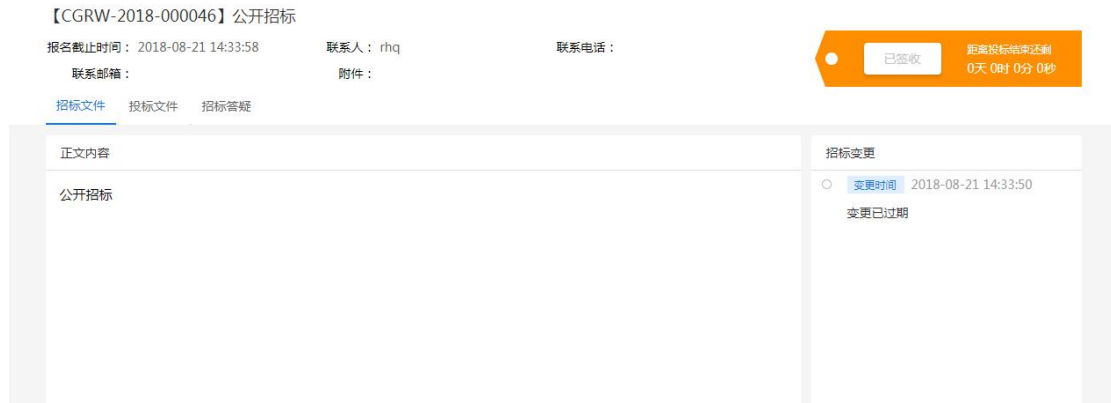 【CGRW-2018-000046】公开招标
报名截止时间： 2018-08-21 14:33:58 联系人： rhq 联系电话：
联系邮箱： 附件：
已签收
距离投标结束还剩
0天 0时 0分 0秒
招标文件 投标文件 招标答疑
正文内容
公开招标
招标变更
变更时间 2018-08-21 14:33:50
变更已过期